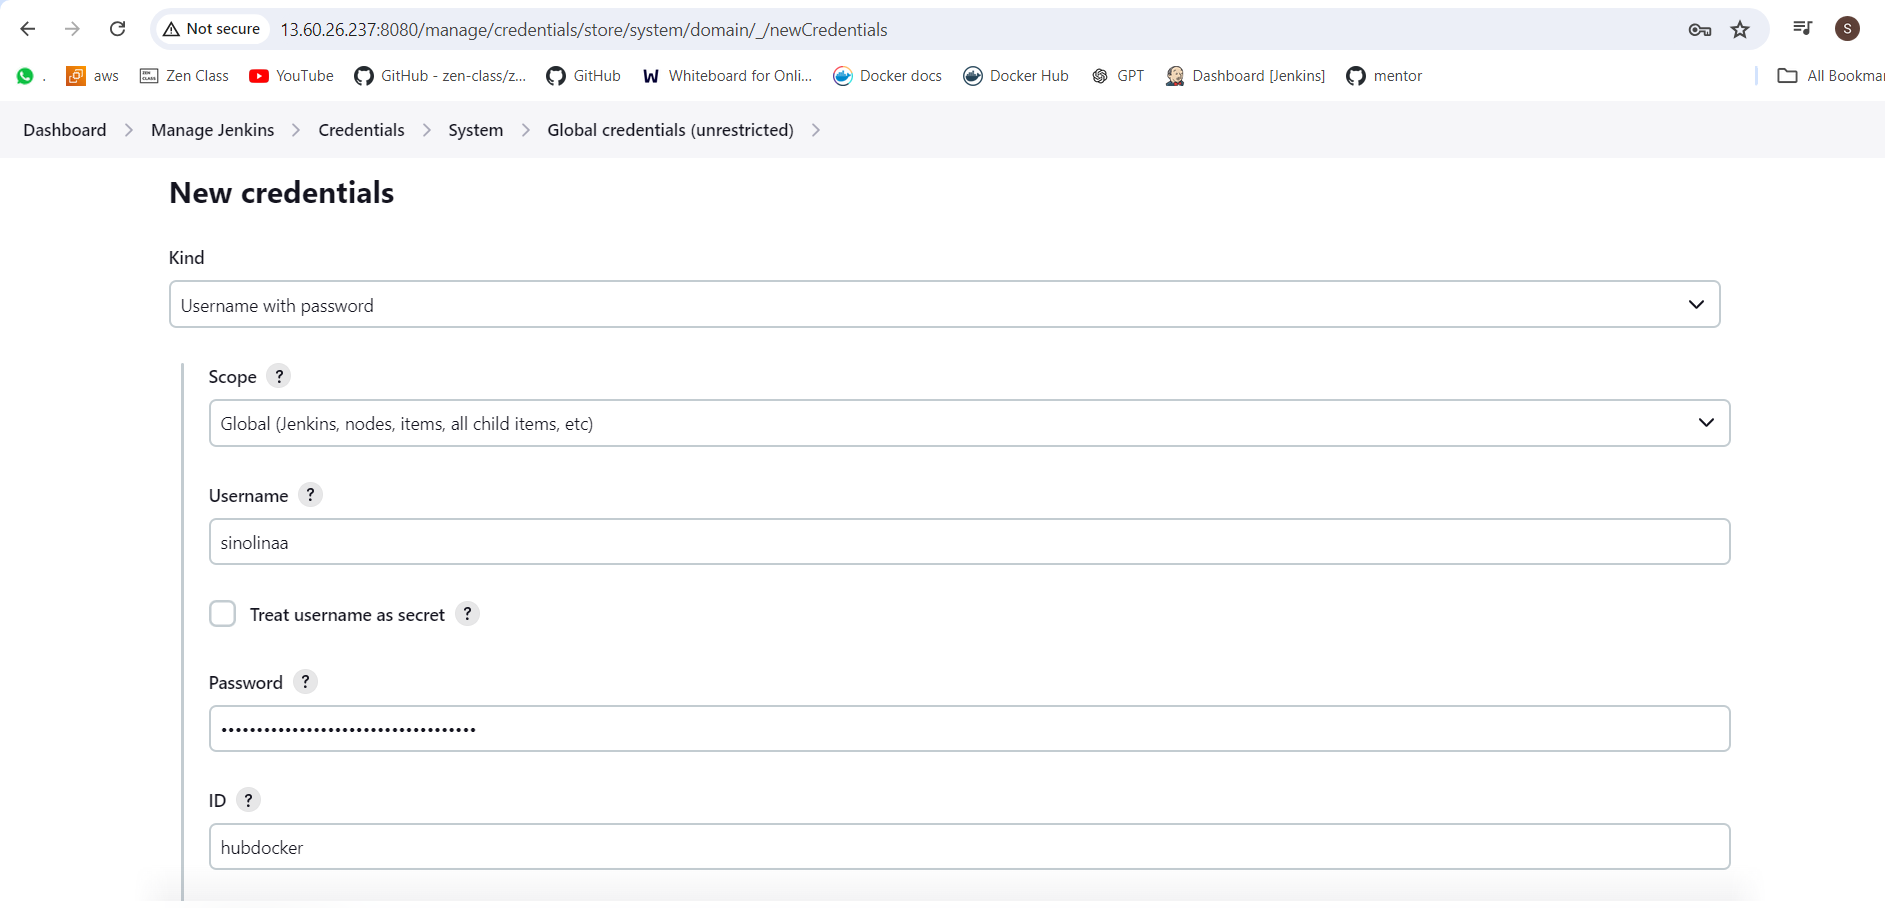 Not secure 13.60.26.237:8080/manage/credentials/store/system/domain/_/newCredentials S
. aws ZEN CLASS Zen Class YouTube GitHub - zen-class/z... GitHub W Whiteboard for Onli... Docker docs Docker Hub GPT Dashboard [Jenkins] mentor All Bookmar
Dashboard > Manage Jenkins > Credentials > System > Global credentials (unrestricted) >
New credentials
Kind
Username with password
Scope ?
Global (Jenkins, nodes, items, all child items, etc)
Username ?
sinolinaa
Treat username as secret ?
Password ?
••••••••••••••••••••••••••••••••••••
ID ?
hubdocker